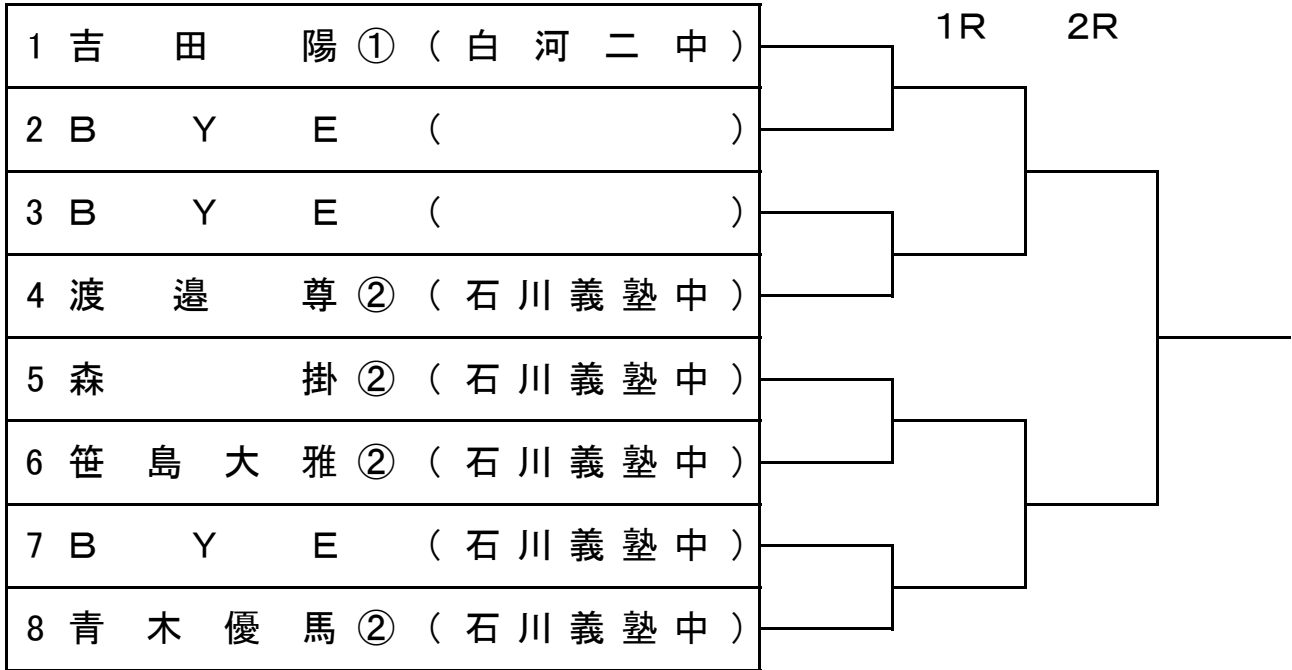 1R 2R
1 吉田陽① (白河二中)
2 BYE ( )
3 BYE ( )
4 渡邉尊② (石川義塾中)
5 森掛② (石川義塾中)
6 笹島大雅② (石川義塾中)
7 BYE (石川義塾中)
8 青木優馬② (石川義塾中)